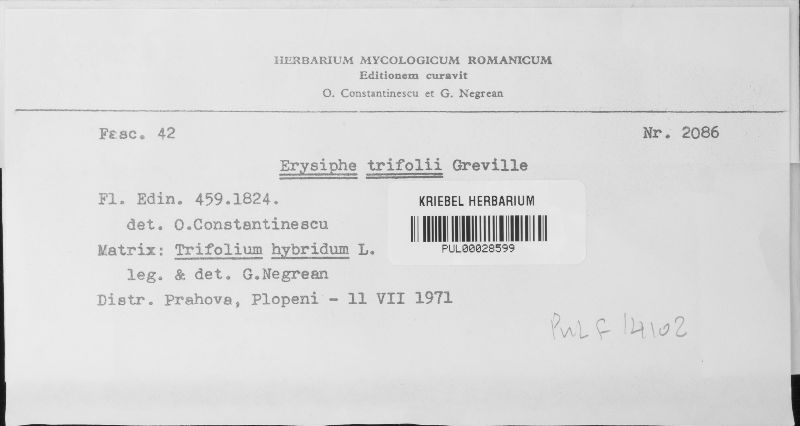 HERBARIUM MYCOLOGICUM ROMANICUM
Editionem curavit
O. Constantinescu et G. Negrean
Fasc. 42 Nr. 2086
Erysiphe trifolii Greville
Fl. Edin. 459.1824.
det. O.Constantinescu
Matrix: Trifolium hybridum L.
leg. & det. G.Negrean
Distr. Prahova, Plopeni - 11 VII 1971
KRIEBEL HERBARIUM
PUL00028599
PUL F 14102